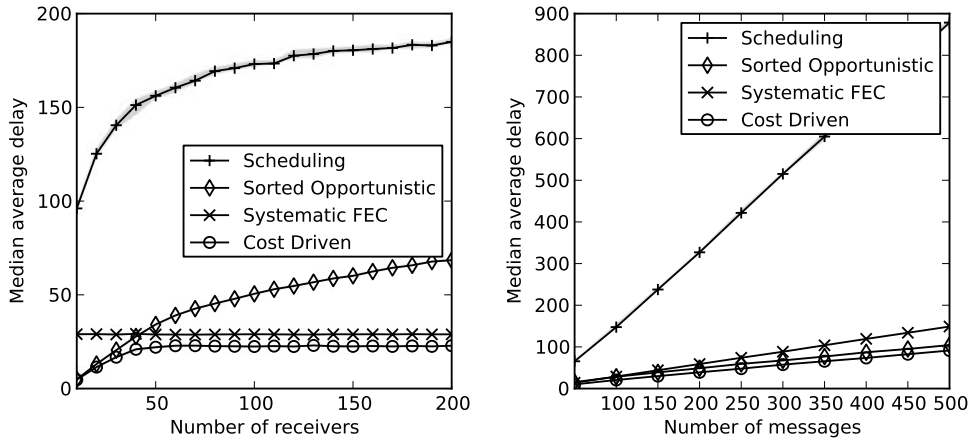 200
150
100
50
0
Median average delay
Scheduling
Sorted Opportunistic
Systematic FEC
Cost Driven
50 100 150 200
Number of receivers
900
800
700
600
500
400
300
200
100
0
Median average delay
Scheduling
Sorted Opportunistic
Systematic FEC
Cost Driven
100 150 200 250 300 350 400 450 500
Number of messages